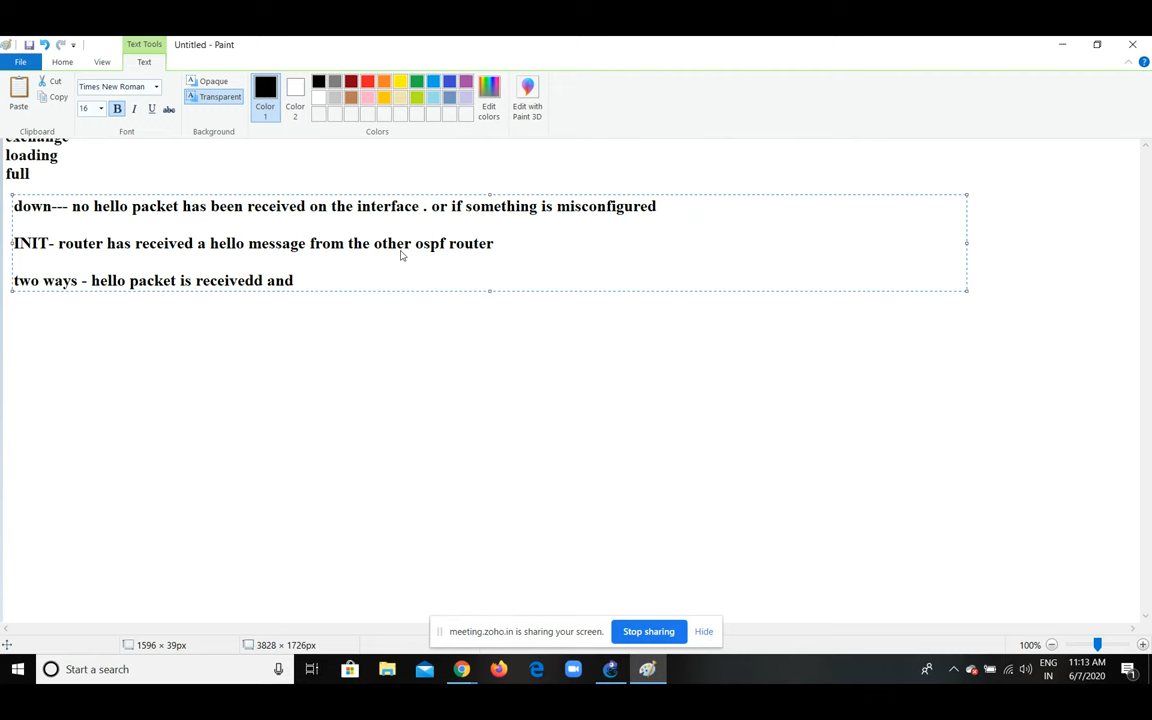 Text Tools
Untitled - Paint
File
Home
View
Text
Paste
Cut
Copy
Clipboard
Times New Roman
16
B I U abc
Font
Opaque
Transparent
Background
Color 1
Color 2
Edit colors
Colors
Edit with Paint 3D
exchange
loading
full
down--- no hello packet has been received on the interface . or if something is misconfigured
INIT- router has received a hello message from the other ospf router
two ways - hello packet is receivedd and
meeting.zoho.in is sharing your screen.
Stop sharing
Hide
1596 × 39px
3828 × 1726px
100%
Start a search
ENG
IN
11:13 AM
6/7/2020
1